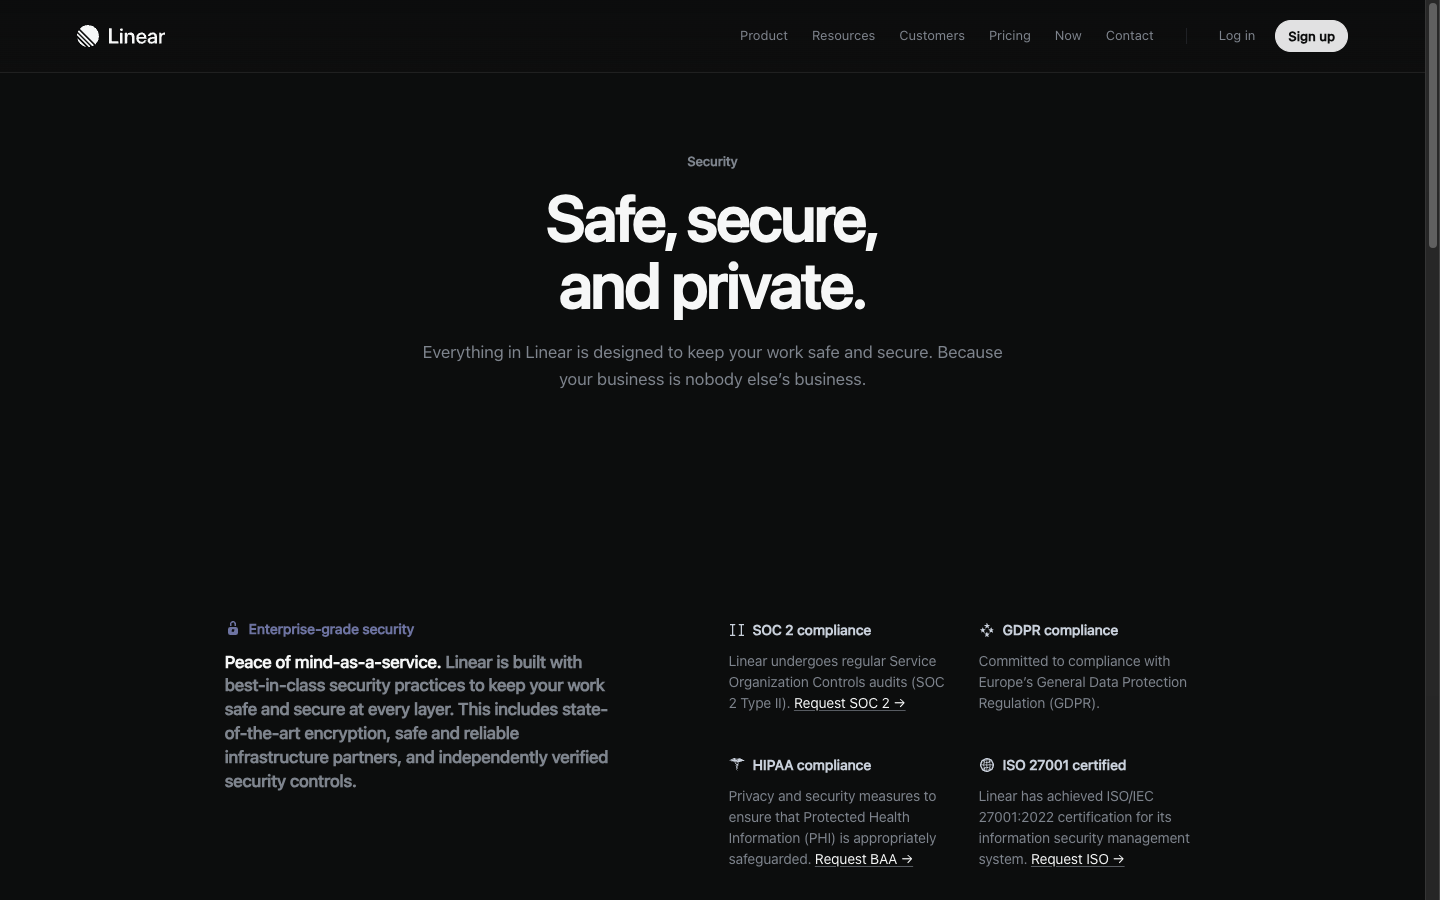 Linear
Product Resources Customers Pricing Now Contact Log in Sign up
Security
Safe, secure,
and private.
Everything in Linear is designed to keep your work safe and secure. Because
your business is nobody else’s business.
Enterprise-grade security
Peace of mind-as-a-service. Linear is built with
best-in-class security practices to keep your work
safe and secure at every layer. This includes state-
of-the-art encryption, safe and reliable
infrastructure partners, and independently verified
security controls.
SOC 2 compliance
Linear undergoes regular Service
Organization Controls audits (SOC
2 Type II). Request SOC 2 →
GDPR compliance
Committed to compliance with
Europe’s General Data Protection
Regulation (GDPR).
HIPAA compliance
Privacy and security measures to
ensure that Protected Health
Information (PHI) is appropriately
safeguarded. Request BAA →
ISO 27001 certified
Linear has achieved ISO/IEC
27001:2022 certification for its
information security management
system. Request ISO →